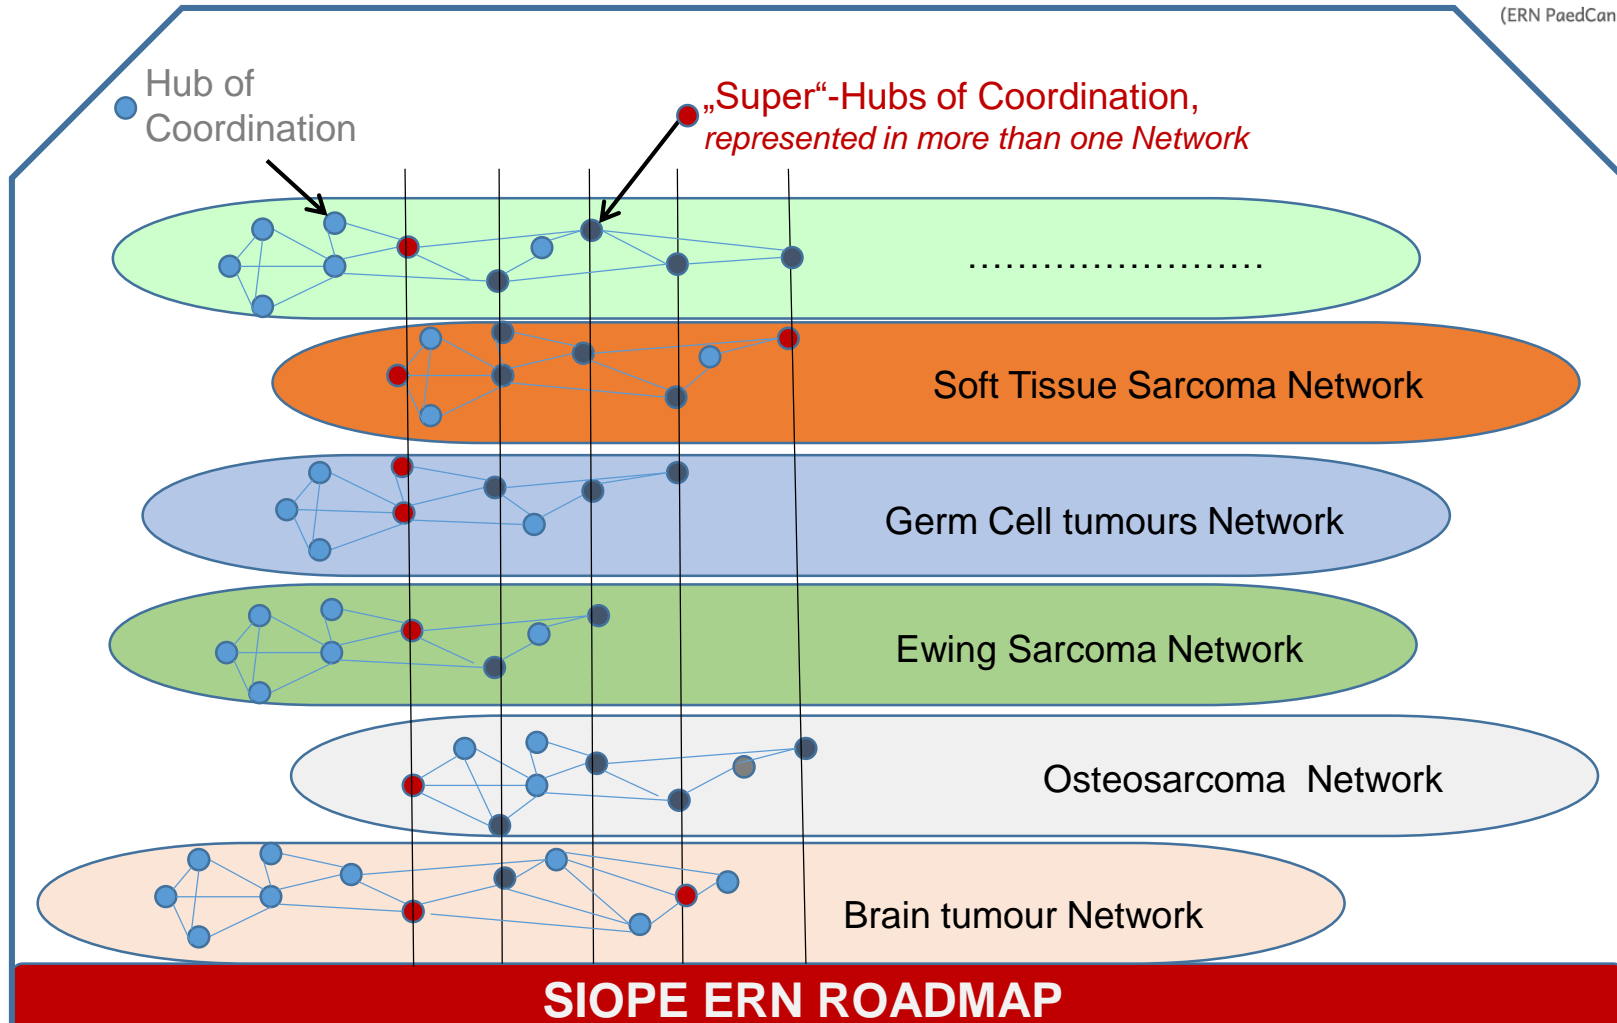 (ERN PaedCan
Hub of
Coordination
„Super“-Hubs of Coordination,
represented in more than one Network
........................
Soft Tissue Sarcoma Network
Germ Cell tumours Network
Ewing Sarcoma Network
Osteosarcoma  Network
Brain tumour Network
SIOPE ERN ROADMAP